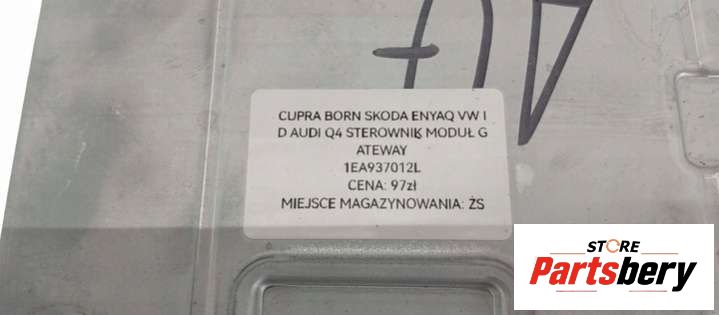 CUPRA BORN SKODA ENYAQ VW I
D AUDI Q4 STEROWNIK MODUŁ G
ATEWAY
1EA937012L
CENA: 97zł
MIEJSCE MAGAZYNOWANIA: ŻS
STORE
Partsbery